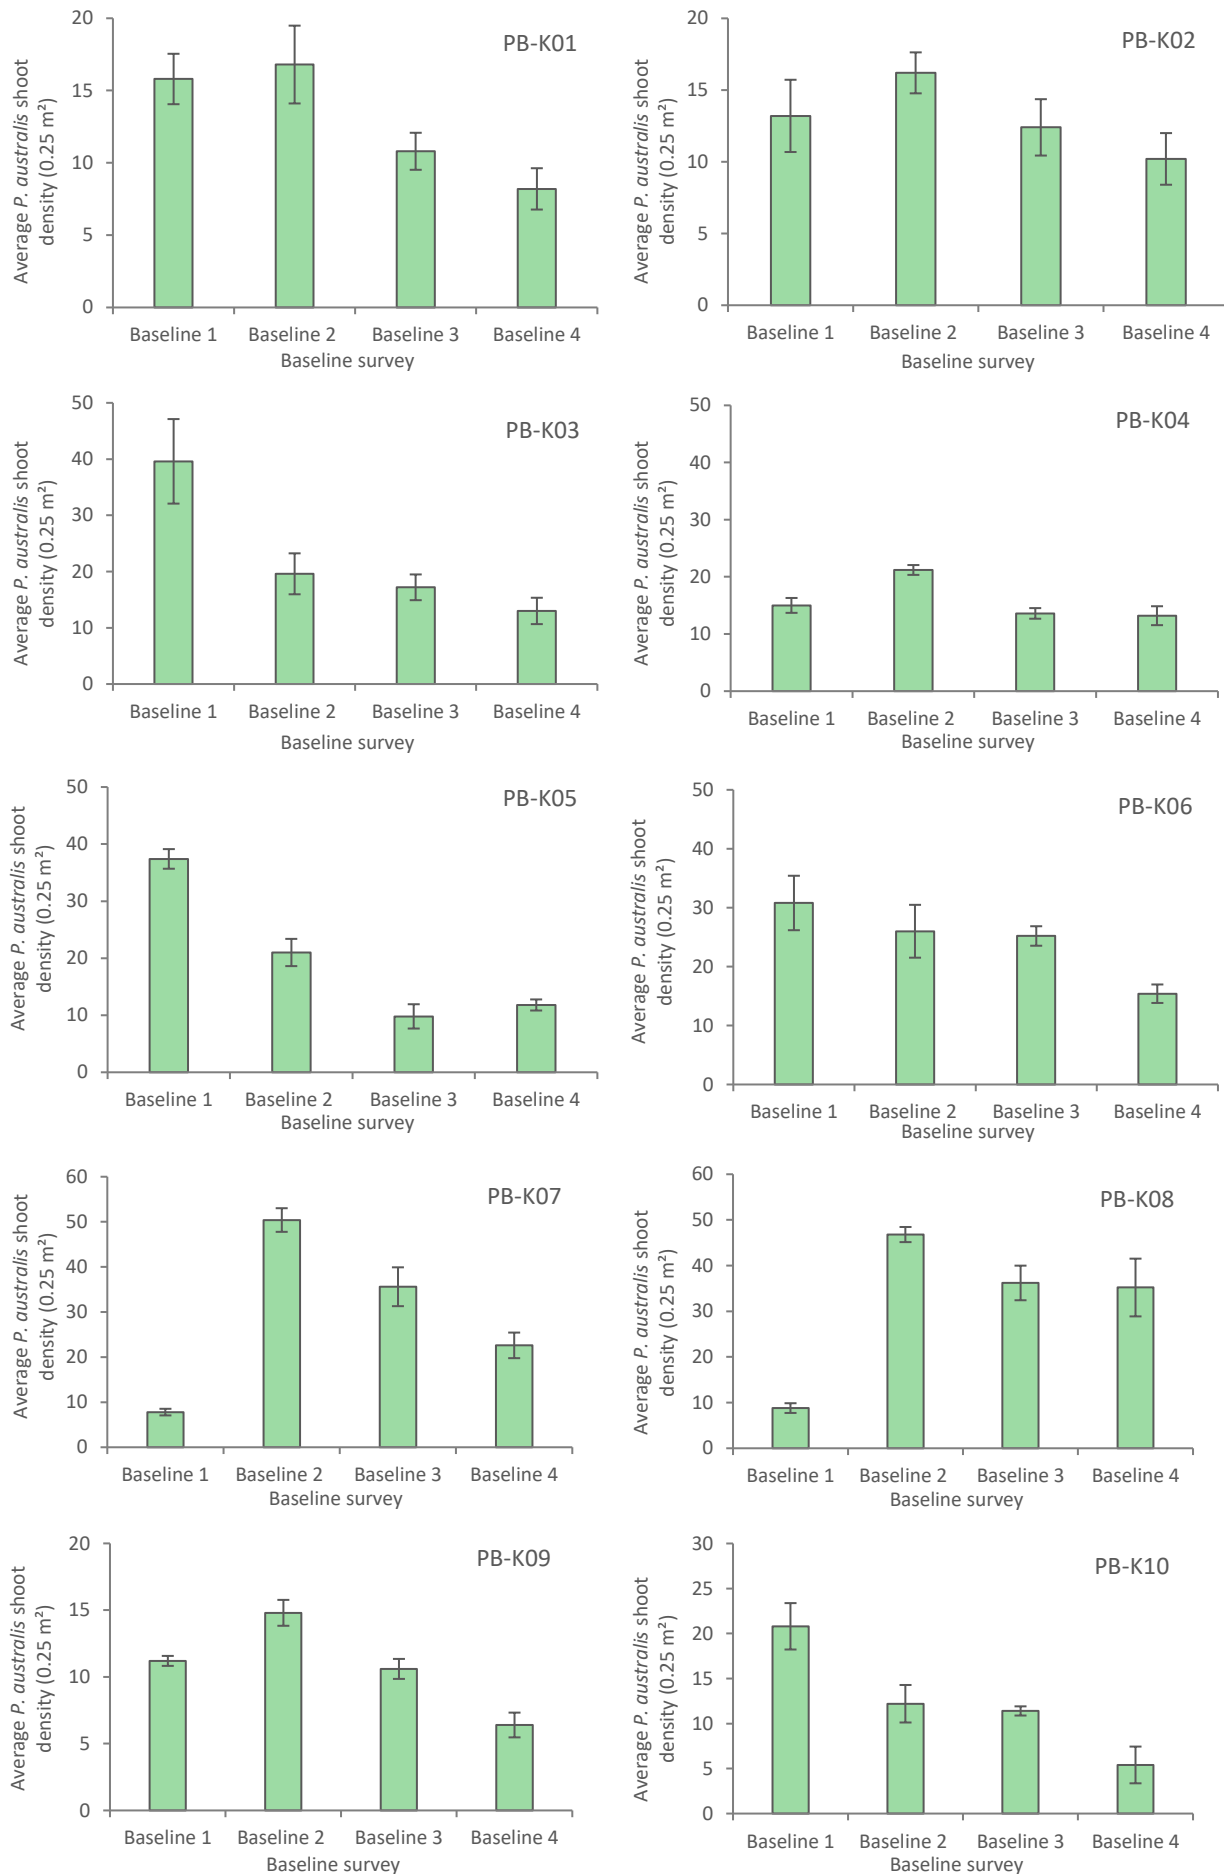 PB-K01
Average P. australis shoot
density (0.25 m²)
20
15
10
5
0
Baseline 1 Baseline 2 Baseline 3 Baseline 4
Baseline survey
PB-K02
Average P. australis shoot
density (0.25 m²)
20
15
10
5
0
Baseline 1 Baseline 2 Baseline 3 Baseline 4
Baseline survey
PB-K03
Average P. australis shoot
density (0.25 m²)
50
40
30
20
10
0
Baseline 1 Baseline 2 Baseline 3 Baseline 4
Baseline survey
PB-K04
Average P. australis shoot
density (0.25 m²)
50
40
30
20
10
0
Baseline 1 Baseline 2 Baseline 3 Baseline 4
Baseline survey
PB-K05
Average P. australis shoot
density (0.25 m²)
50
40
30
20
10
0
Baseline 1 Baseline 2 Baseline 3 Baseline 4
Baseline survey
PB-K06
Average P. australis shoot
density (0.25 m²)
50
40
30
20
10
0
Baseline 1 Baseline 2 Baseline 3 Baseline 4
Baseline survey
PB-K07
Average P. australis shoot
density (0.25 m²)
60
50
40
30
20
10
0
Baseline 1 Baseline 2 Baseline 3 Baseline 4
Baseline survey
PB-K08
Average P. australis shoot
density (0.25 m²)
60
50
40
30
20
10
0
Baseline 1 Baseline 2 Baseline 3 Baseline 4
Baseline survey
PB-K09
Average P. australis shoot
density (0.25 m²)
20
15
10
5
0
Baseline 1 Baseline 2 Baseline 3 Baseline 4
Baseline survey
PB-K10
Average P. australis shoot
density (0.25 m²)
30
25
20
15
10
5
0
Baseline 1 Baseline 2 Baseline 3 Baseline 4
Baseline survey